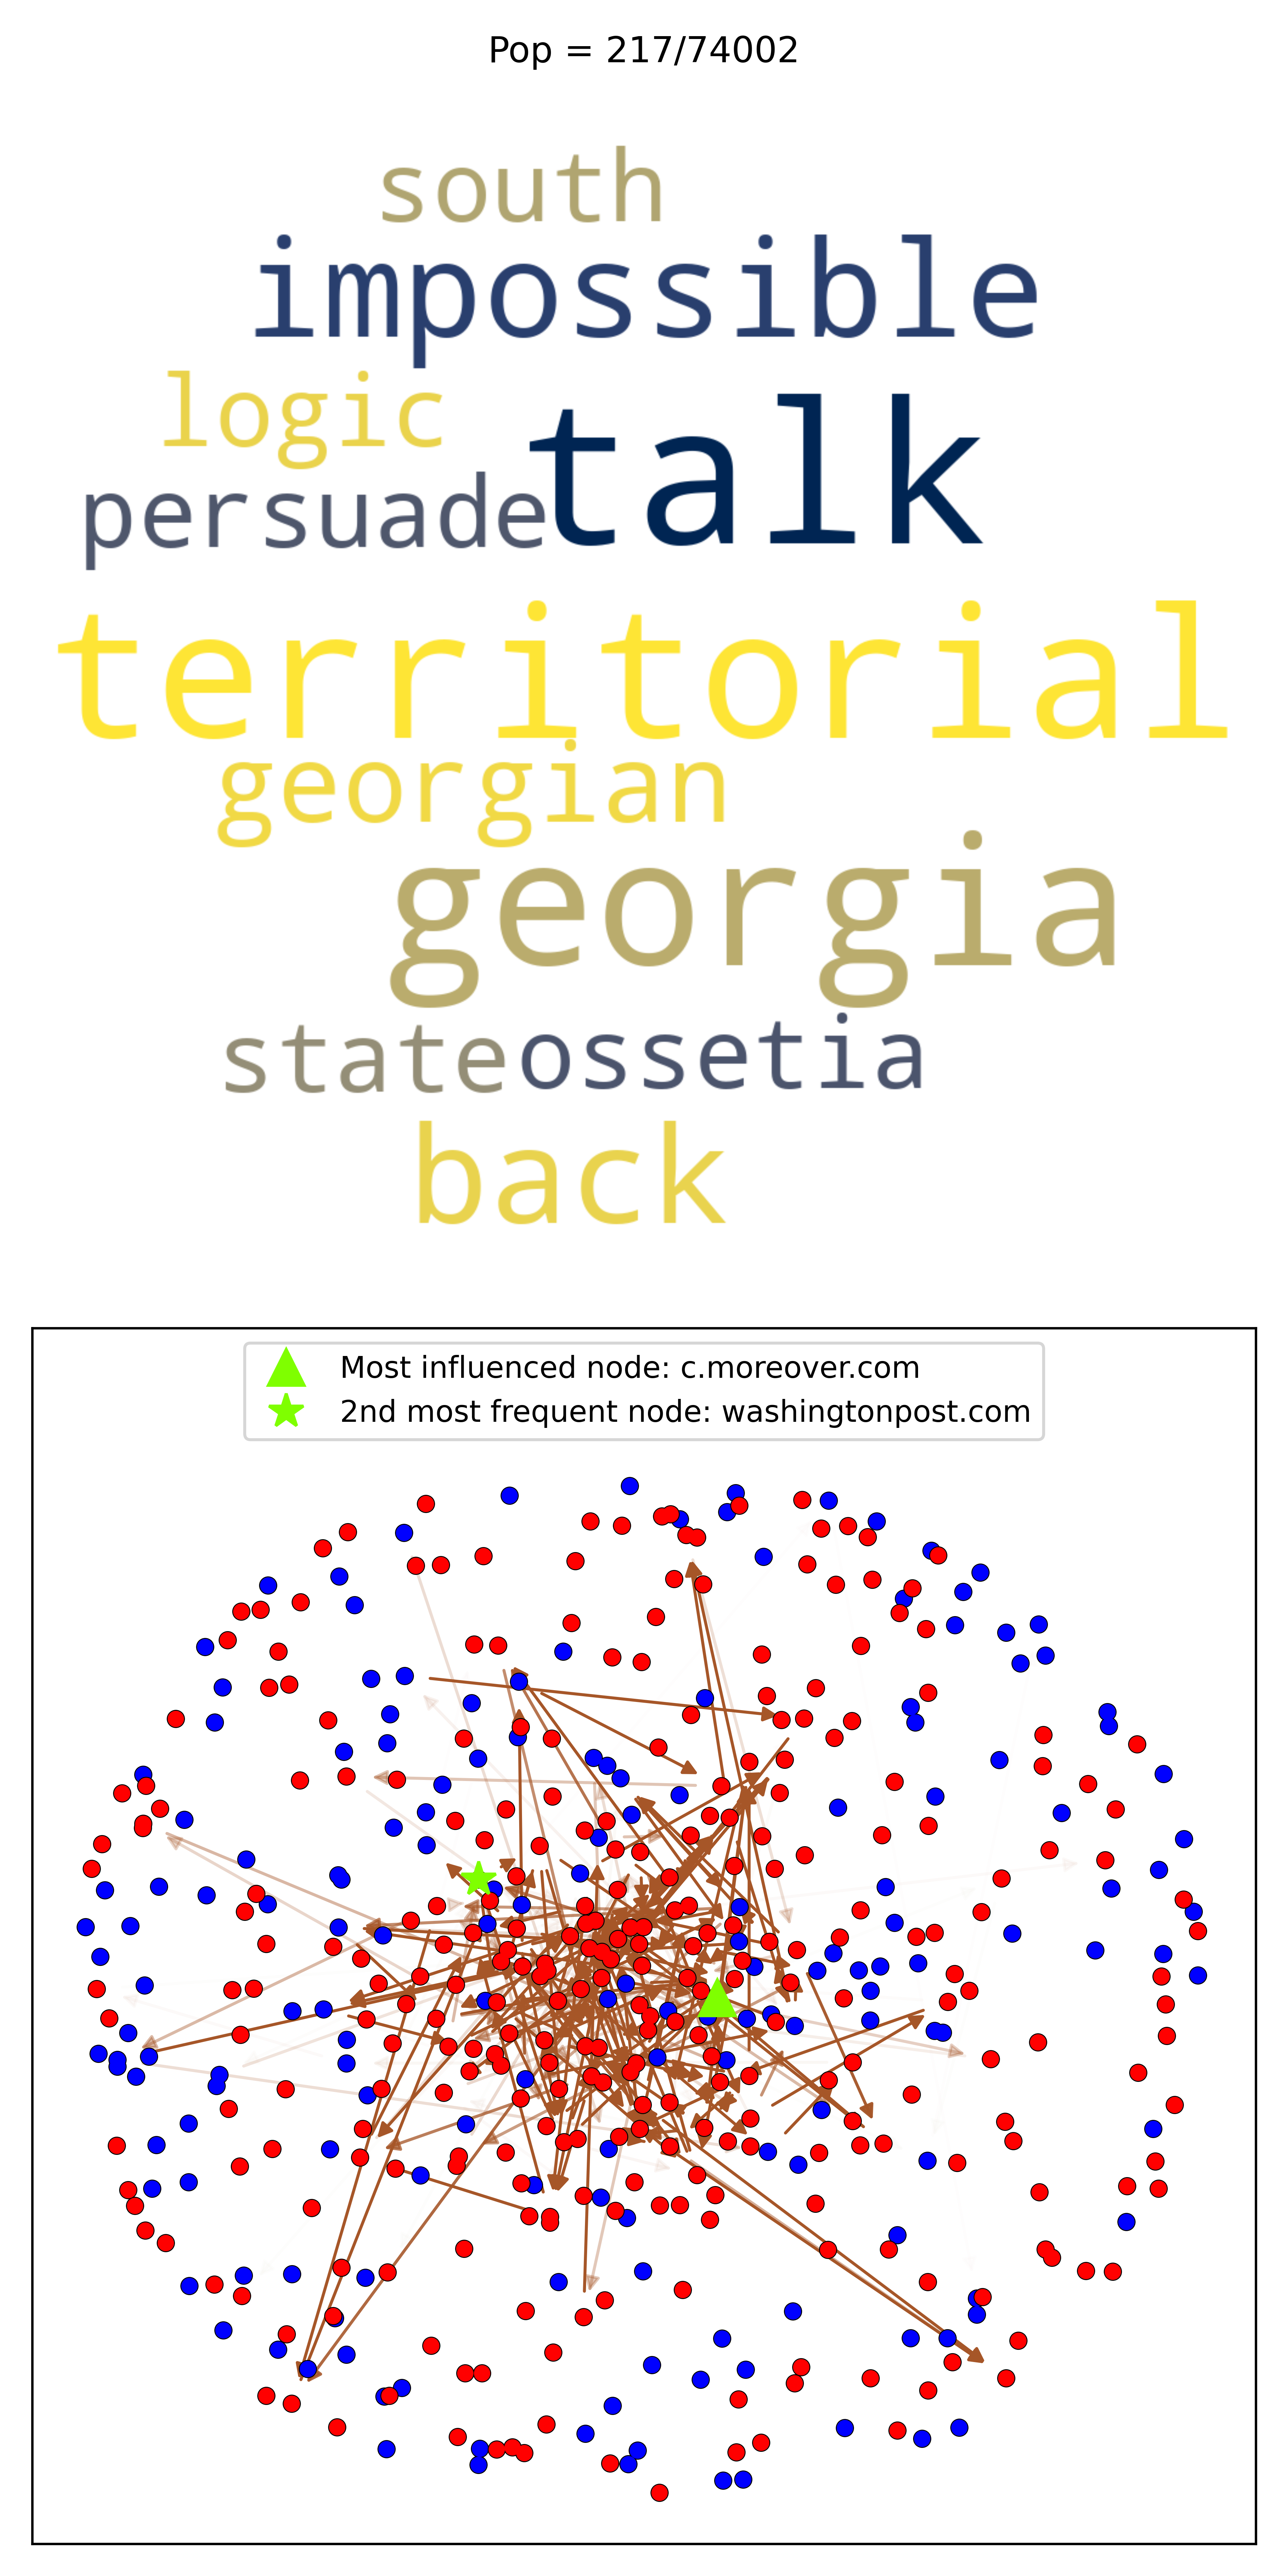 Pop = 217/74002
south
impossible
logic
talk
persuade
territorial
georgian
georgia
state ossetia
back
Most influenced node: c.moreover.com
2nd most frequent node: washingtonpost.com